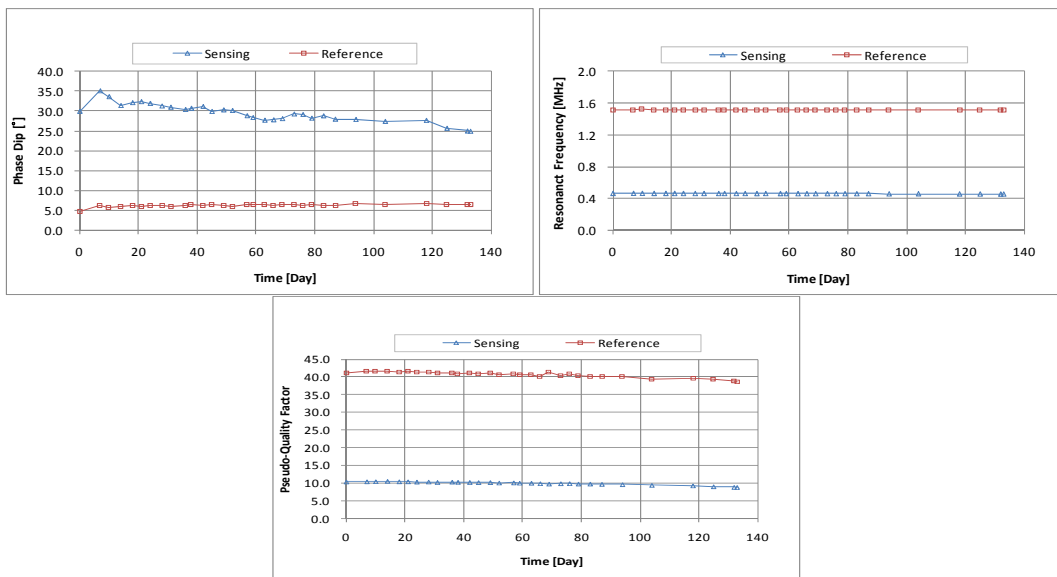 Sensing Reference
40.0
35.0
30.0
25.0
20.0
15.0
10.0
5.0
0.0
Phase Dip [°]
0 20 40 60 80 100 120 140
Time [Day]
Sensing Reference
2.0
1.6
1.2
0.8
0.4
0.0
Resonanct Frequency [MHz]
0 20 40 60 80 100 120 140
Time [Day]
Sensing Reference
45.0
40.0
35.0
30.0
25.0
20.0
15.0
10.0
5.0
0.0
Pseudo-Quality Factor
0 20 40 60 80 100 120 140
Time [Day]